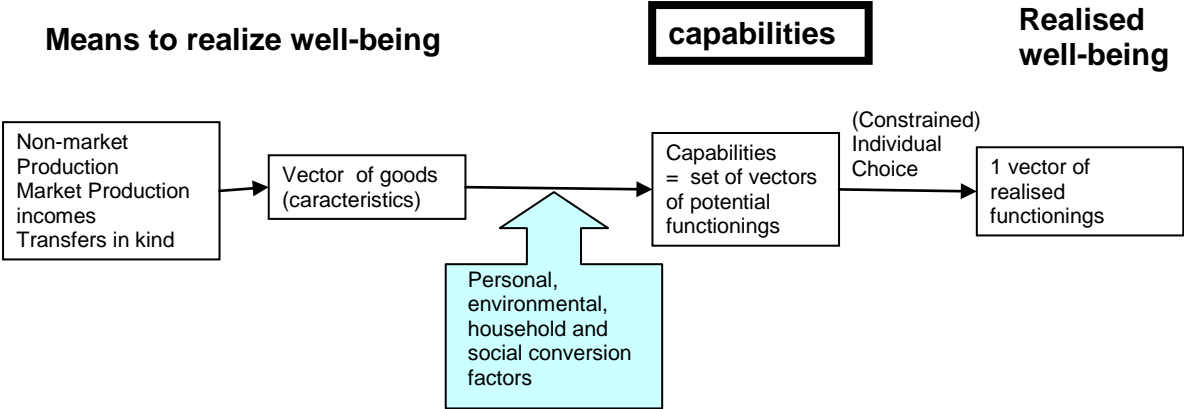 Means to realize well-being
capabilities
Realised
well-being
Non-market
Production
Market Production
incomes
Transfers in kind
Vector of goods
(caracteristics)
Personal,
environmental,
household and
social conversion
factors
Capabilities
= set of vectors
of potential
functionings
(Constrained)
Individual
Choice
1 vector of
realised
functionings